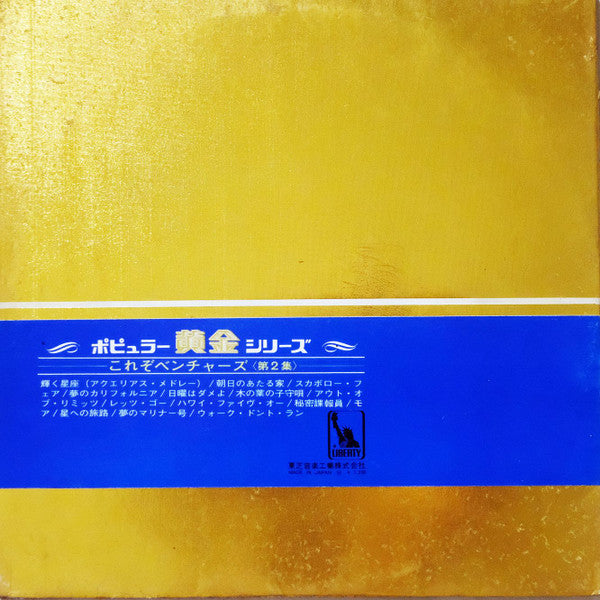 ポピュラー黄金シリーズ
これぞベンチャーズ〈第2集〉
輝く星座（アクエリアス・メドレー）/朝日のあたる家/スカボロー・フ
ェア/夢のカリフォルニア/日曜はダメよ/木の葉の子守唄/アウト・オ
ブ・リミッツ/レッツ・ゴー/ハワイ・ファイヴ・オー/秘密諜報員/モ
ア/星への旅路/夢のマリナー号/ウォーク・ドント・ラン
LIBERTY
東芝音楽工業株式会社
MADE IN JAPAN